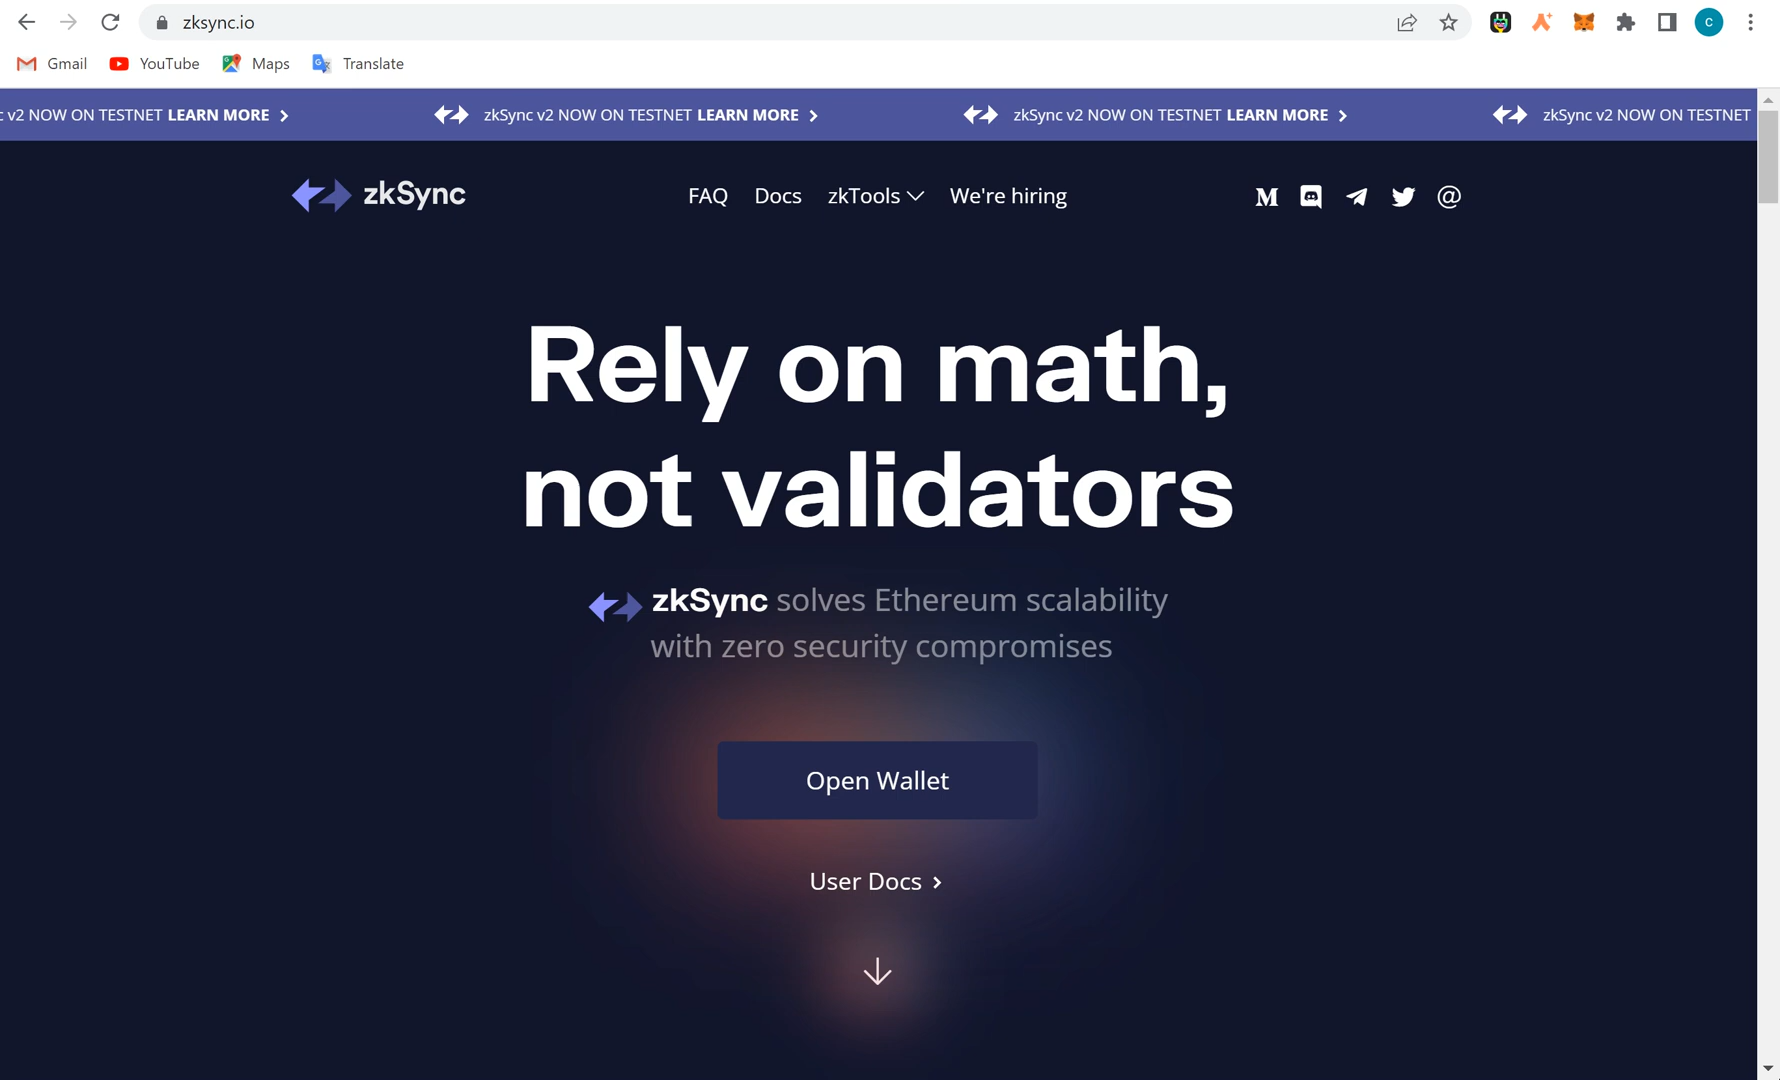 zksync.io
C
Gmail YouTube Maps Translate
c v2 NOW ON TESTNET LEARN MORE zkSync v2 NOW ON TESTNET LEARN MORE zkSync v2 NOW ON TESTNET LEARN MORE zkSync v2 NOW ON TESTNET
zkSync FAQ Docs zkTools We're hiring M @
Rely on math,
not validators
zkSync solves Ethereum scalability
with zero security compromises
Open Wallet
User Docs